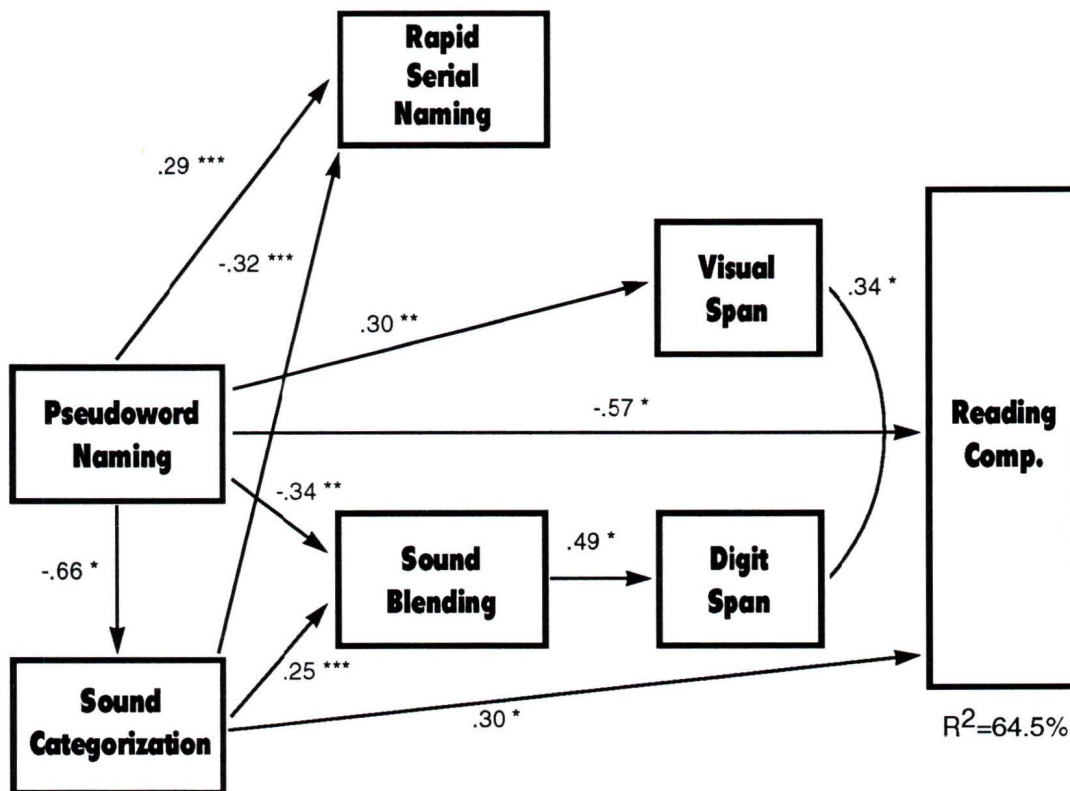 Rapid
Serial
Naming
.29 ***
-.32 ***
Visual
Span
.34 *
.30 **
Pseudoword
Naming
-.57 *
Reading
Comp.
-.34 **
Sound
Blending
.49 *
Digit
Span
-.66 *
.25 ***
Sound
Categorization
.30 *
R²=64.5%